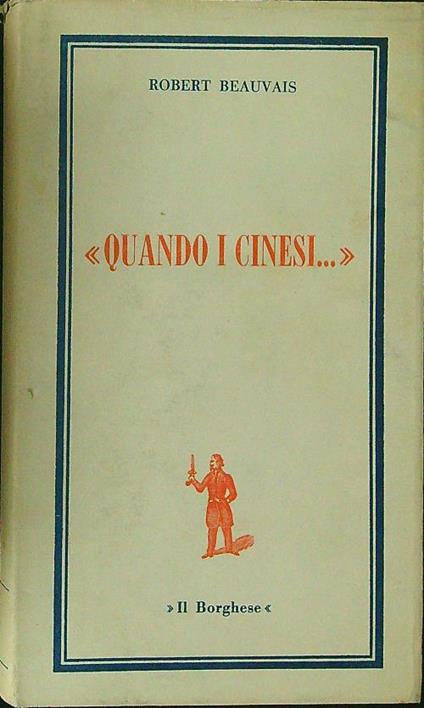 ROBERT BEAUVAIS
« QUANDO I CINESI... »
» Il Borghese «